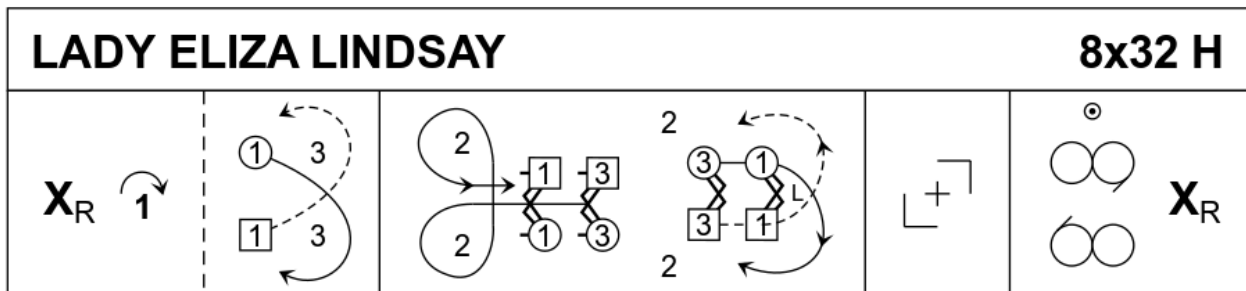 LADY ELIZA LINDSAY 8x32 H
XR 1
1 3
1 3
2 1 3
2 1 3
2
3 1
L
3 1
2
XR